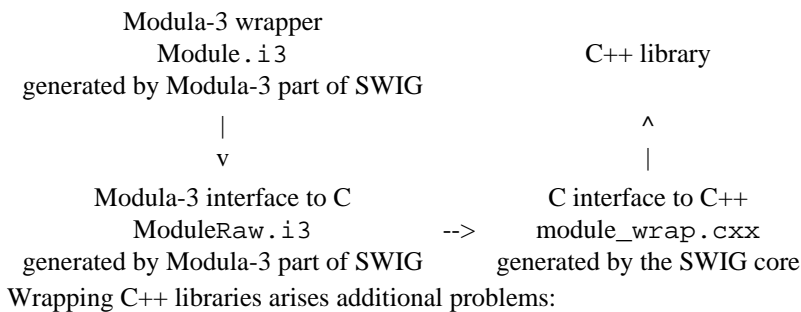 Modula-3 wrapper
Module.i3 C++ library
generated by Modula-3 part of SWIG
| ^
v |
Modula-3 interface to C C interface to C++
ModuleRaw.i3 --> module_wrap.cxx
generated by Modula-3 part of SWIG generated by the SWIG core
Wrapping C++ libraries arises additional problems: